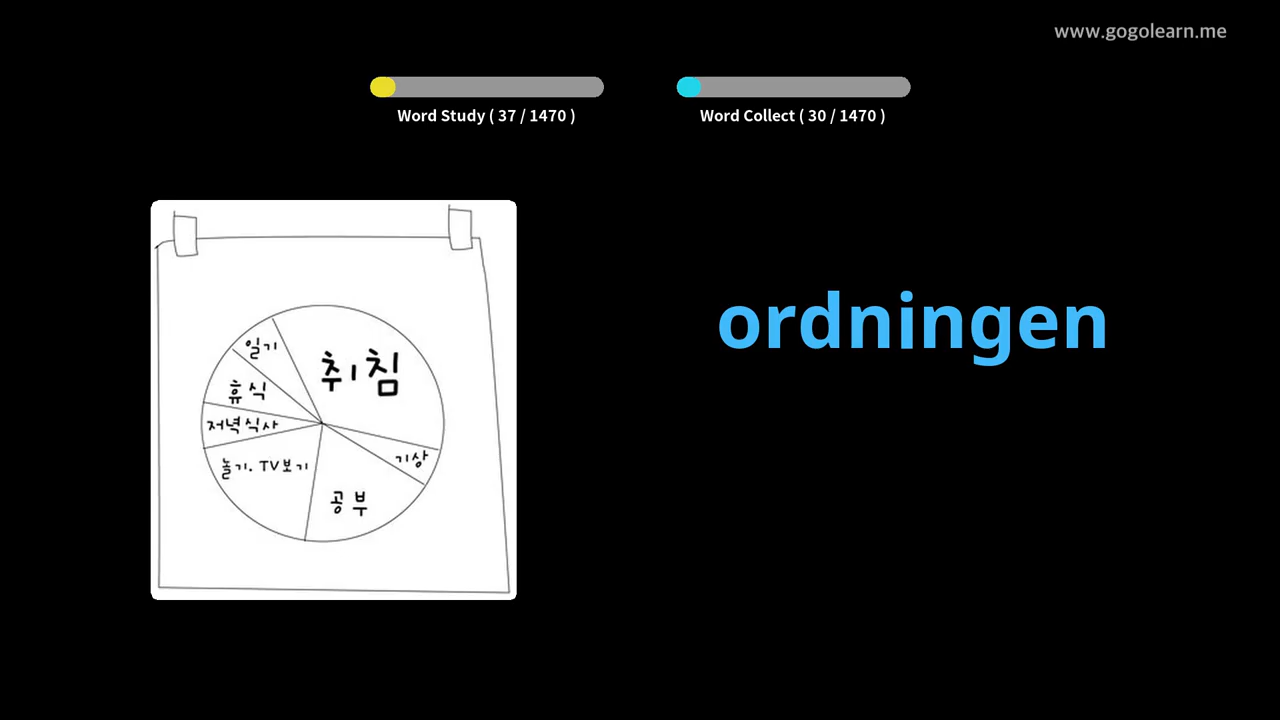 www.gogolearn.me
Word Study ( 37 / 1470 )
Word Collect ( 30 / 1470 )
일기
취침
휴식
저녁식사
놀기. TV보기
기상
공부
ordningen